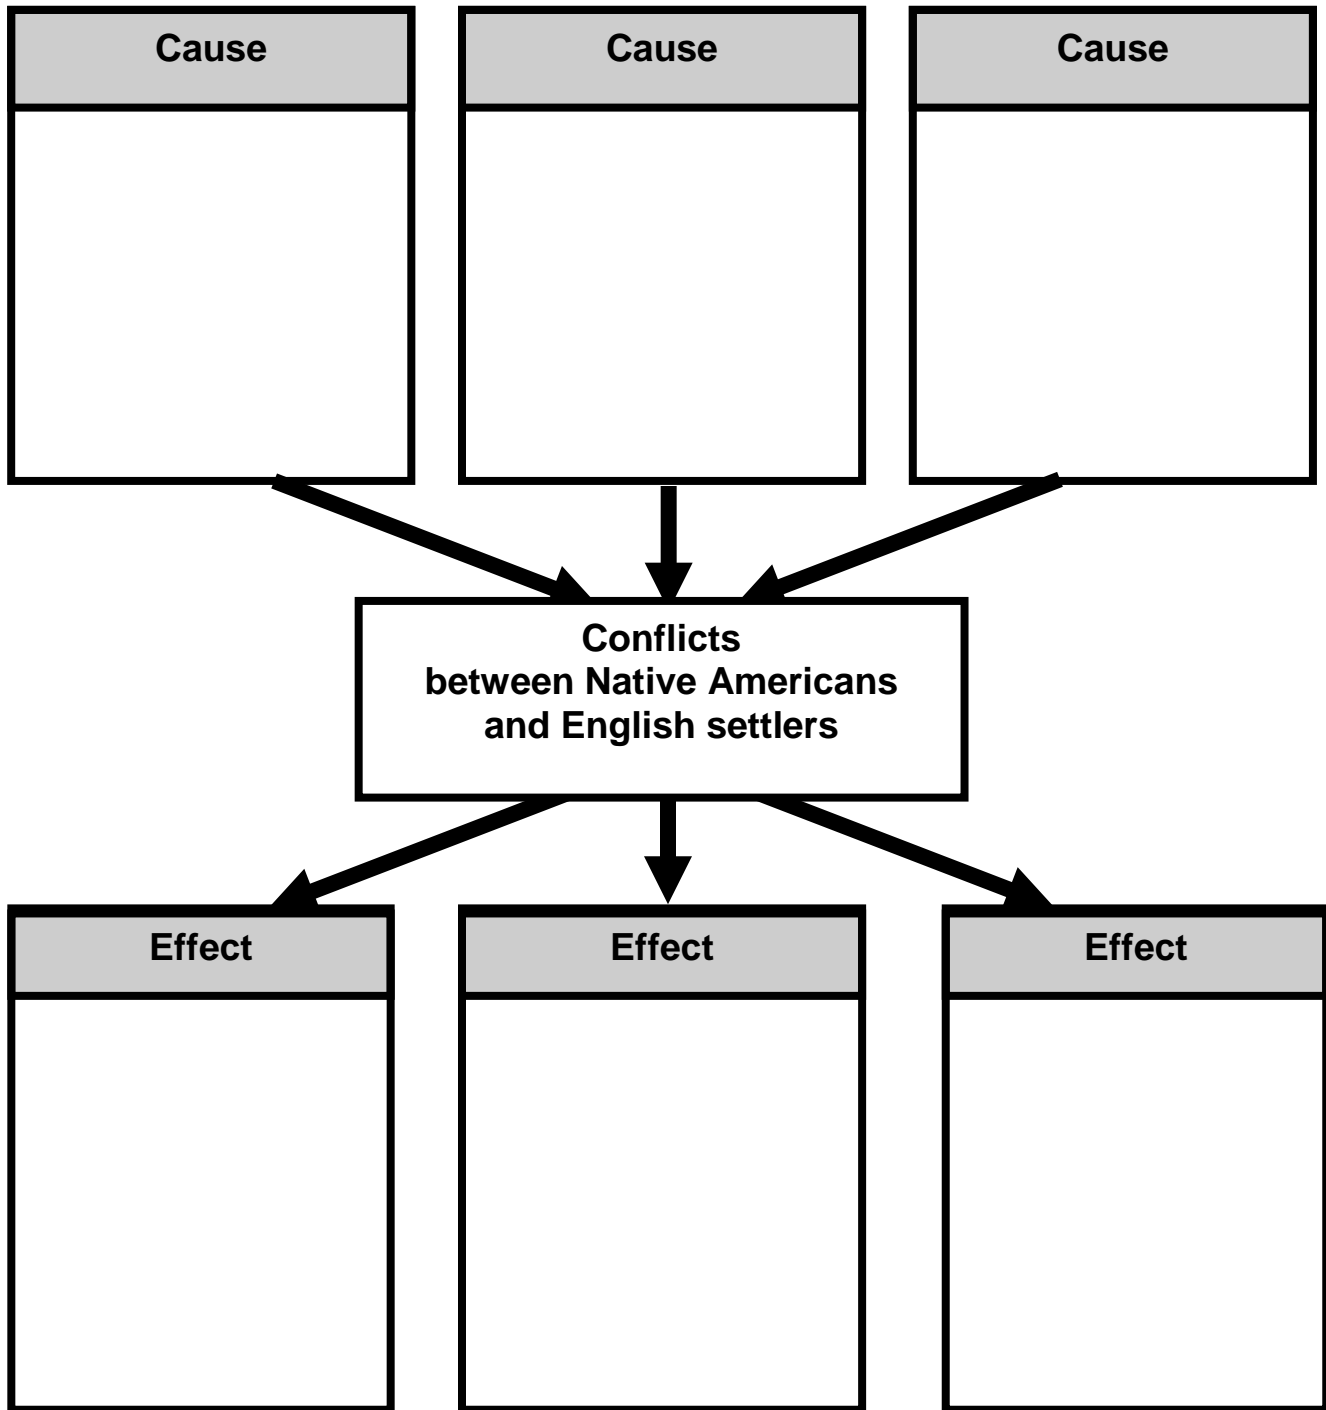 Cause
Cause
Cause
Conflicts
between Native Americans
and English settlers
Effect
Effect
Effect